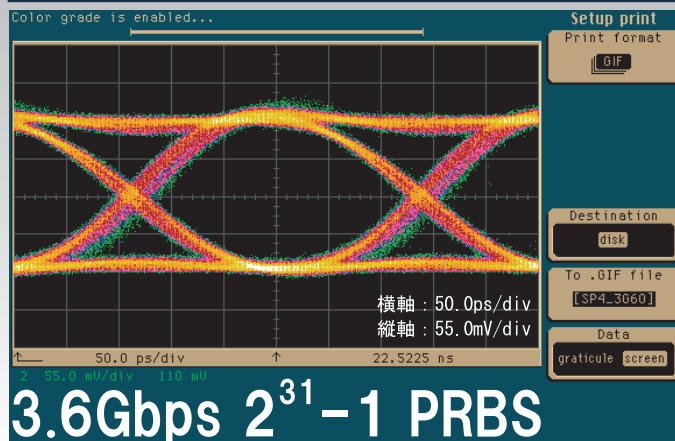 Color grade is enabled...
Setup print
Print format
GIF
Destination
disk
To .GIF file
[SP4_3G60]
Data
graticule screen
横軸：50.0ps/div
縦軸：55.0mV/div
50.0 ps/div 22.5225 ns
2 55.0 mV/div 110 mV
3.6Gbps 2³¹-1 PRBS